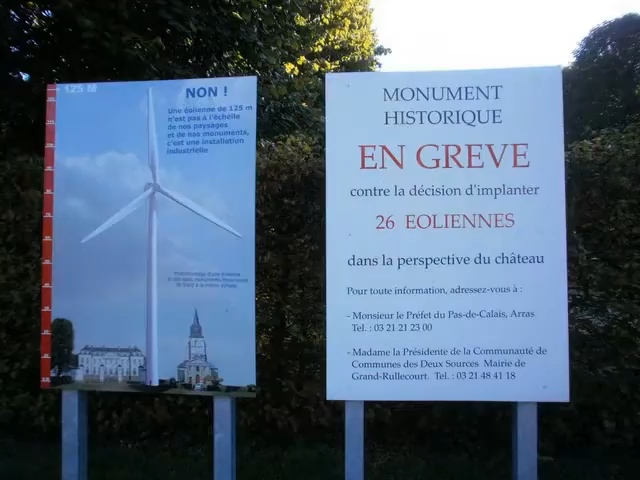 125 M
NON !
Une éolienne de 125 m
n'est pas à l'échelle
de nos paysages
et de nos monuments,
c'est une installation
industrielle
MONUMENT
HISTORIQUE
EN GREVE
contre la décision d'implanter
26 EOLIENNES
dans la perspective du château
Pour toute information, adressez-vous à :
- Monsieur le Préfet du Pas-de-Calais, Arras
Tel. : 03 21 21 23 00
- Madame la Présidente de la Communauté de
Communes des Deux Sources Mairie de
Grand-Rullecourt. Tel. : 03 21 48 41 18